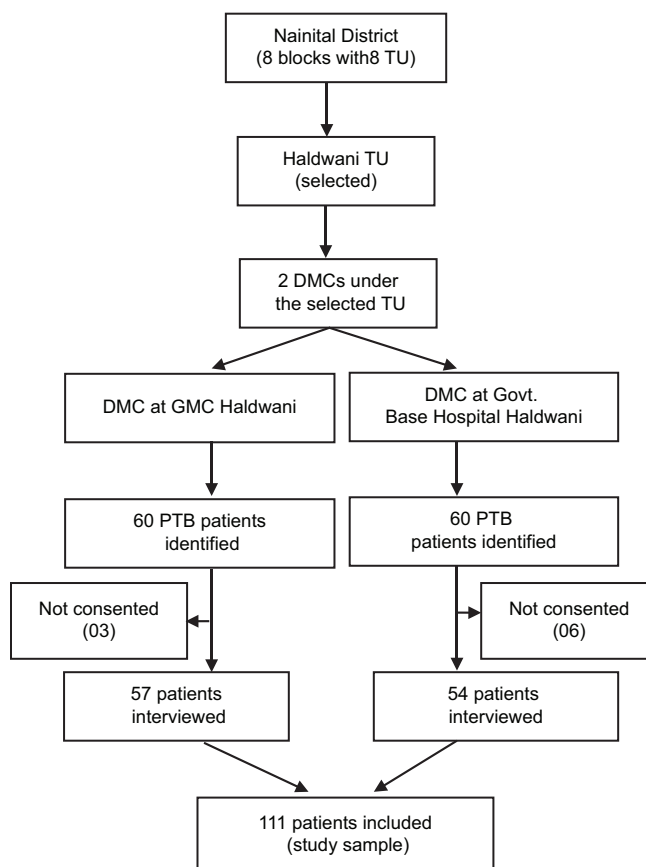 Nainital District
(8 blocks with8 TU)
Haldwani TU
(selected)
2 DMCs under
the selected TU
DMC at GMC Haldwani
DMC at Govt.
Base Hospital Haldwani
60 PTB patients
identified
60 PTB
patients identified
Not consented
(03)
Not consented
(06)
57 patients
interviewed
54 patients
interviewed
111 patients included
(study sample)